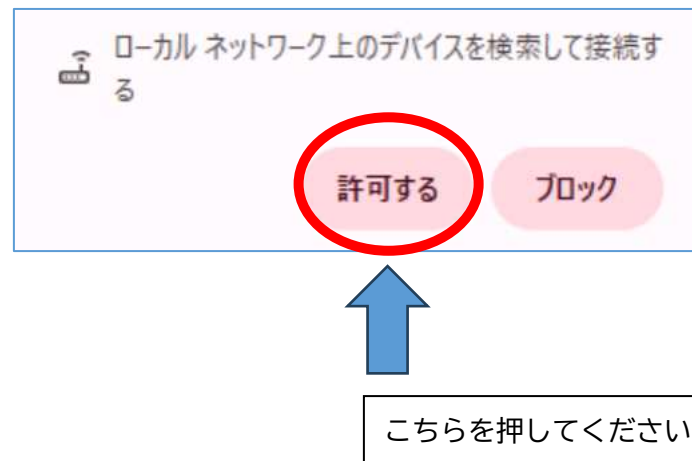 ローカル ネットワーク上のデバイスを検索して接続す
る
許可する
ブロック
こちらを押してください